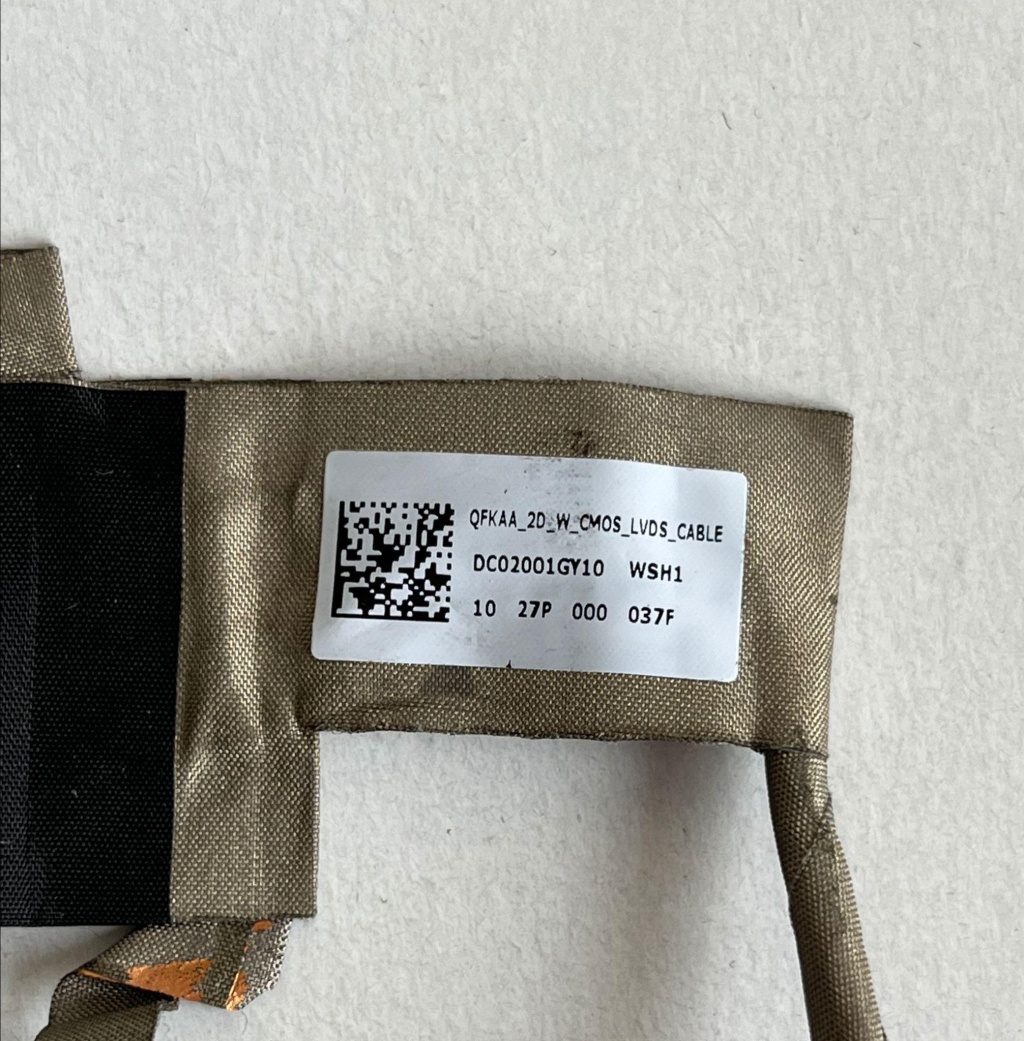 QFKAA_2D_W_CMOS_LVDS_CABLE
DC02001GY10 WSH1
10 27P 000 037F